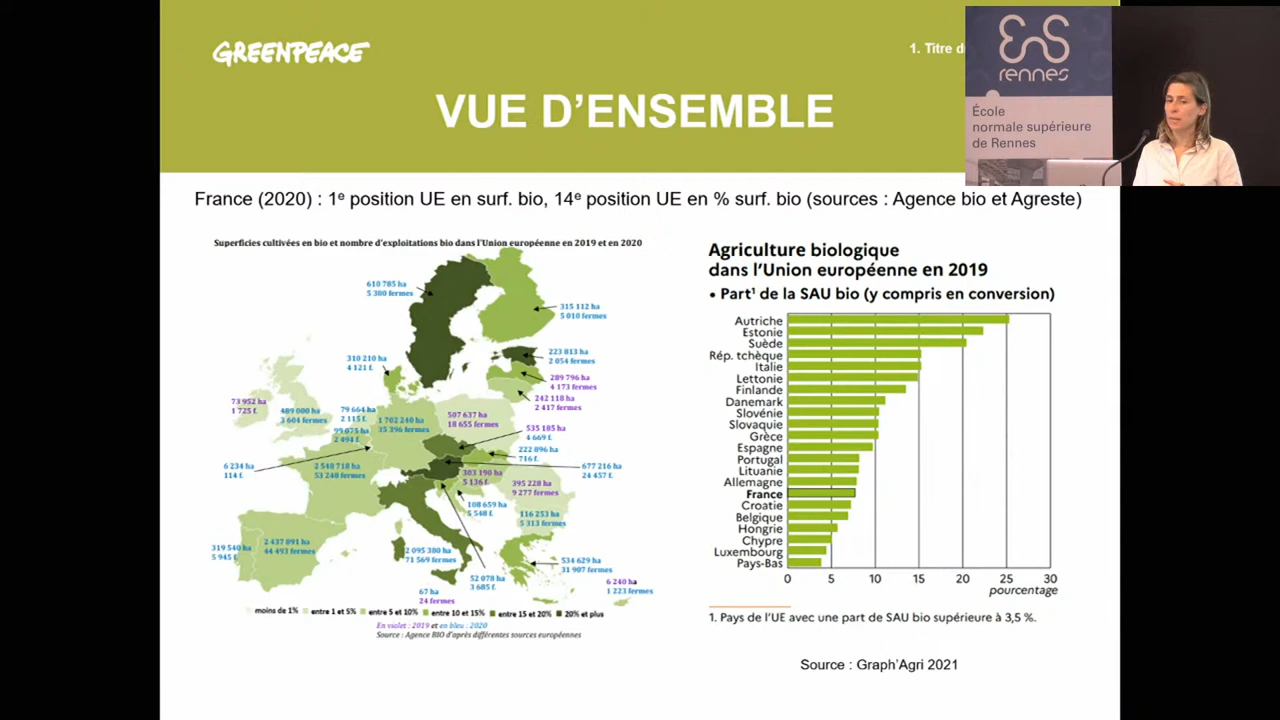 GREENPEACE
1. Titre d
VUE D'ENSEMBLE
EnS
rennes
École
normale supérieure
de Rennes
France (2020) : 1e position UE en surf. bio, 14e position UE en % surf. bio (sources : Agence bio et Agreste)
Superficies cultivées en bio et nombre d'exploitations bio dans l'Union européenne en 2019 et en 2020
610 785 ha
5 380 fermes
315 112 ha
5 010 fermes
310 210 ha
4 121 f.
223 813 ha
2 054 fermes
289 796 ha
4 173 fermes
242 118 ha
2 417 fermes
73 952 ha
1 725 f.
489 000 ha
3 604 fermes
79 664 ha
2 115 f.
99 075 ha
2 494 f.
1 702 240 ha
35 396 fermes
507 637 ha
18 655 fermes
535 185 ha
4 669 f.
222 896 ha
716 f.
6 234 ha
114 f.
2 548 718 ha
53 248 fermes
303 190 ha
5 136 f.
677 216 ha
24 457 f.
395 228 ha
9 277 fermes
108 659 ha
5 548 f.
116 253 ha
5 313 fermes
319 540 ha
5 945 f.
2 437 891 ha
44 493 fermes
2 095 380 ha
71 569 fermes
534 629 ha
31 907 fermes
52 078 ha
3 685 f.
67 ha
24 fermes
6 240 ha
1 223 fermes
moins de 1% entre 1 et 5% entre 5 et 10% entre 10 et 15% entre 15 et 20% 20% et plus
En violet : 2019 et en bleu : 2020
Source : Agence BIO d'après différentes sources européennes
Agriculture biologique
dans l'Union européenne en 2019
• Part¹ de la SAU bio (y compris en conversion)
Autriche
Estonie
Suède
Rép. tchèque
Italie
Lettonie
Finlande
Danemark
Slovénie
Slovaquie
Grèce
Espagne
Portugal
Lituanie
Allemagne
France
Croatie
Belgique
Hongrie
Chypre
Luxembourg
Pays-Bas
0 5 10 15 20 25 30
pourcentage
1. Pays de l'UE avec une part de SAU bio supérieure à 3,5 %.
Source : Graph'Agri 2021